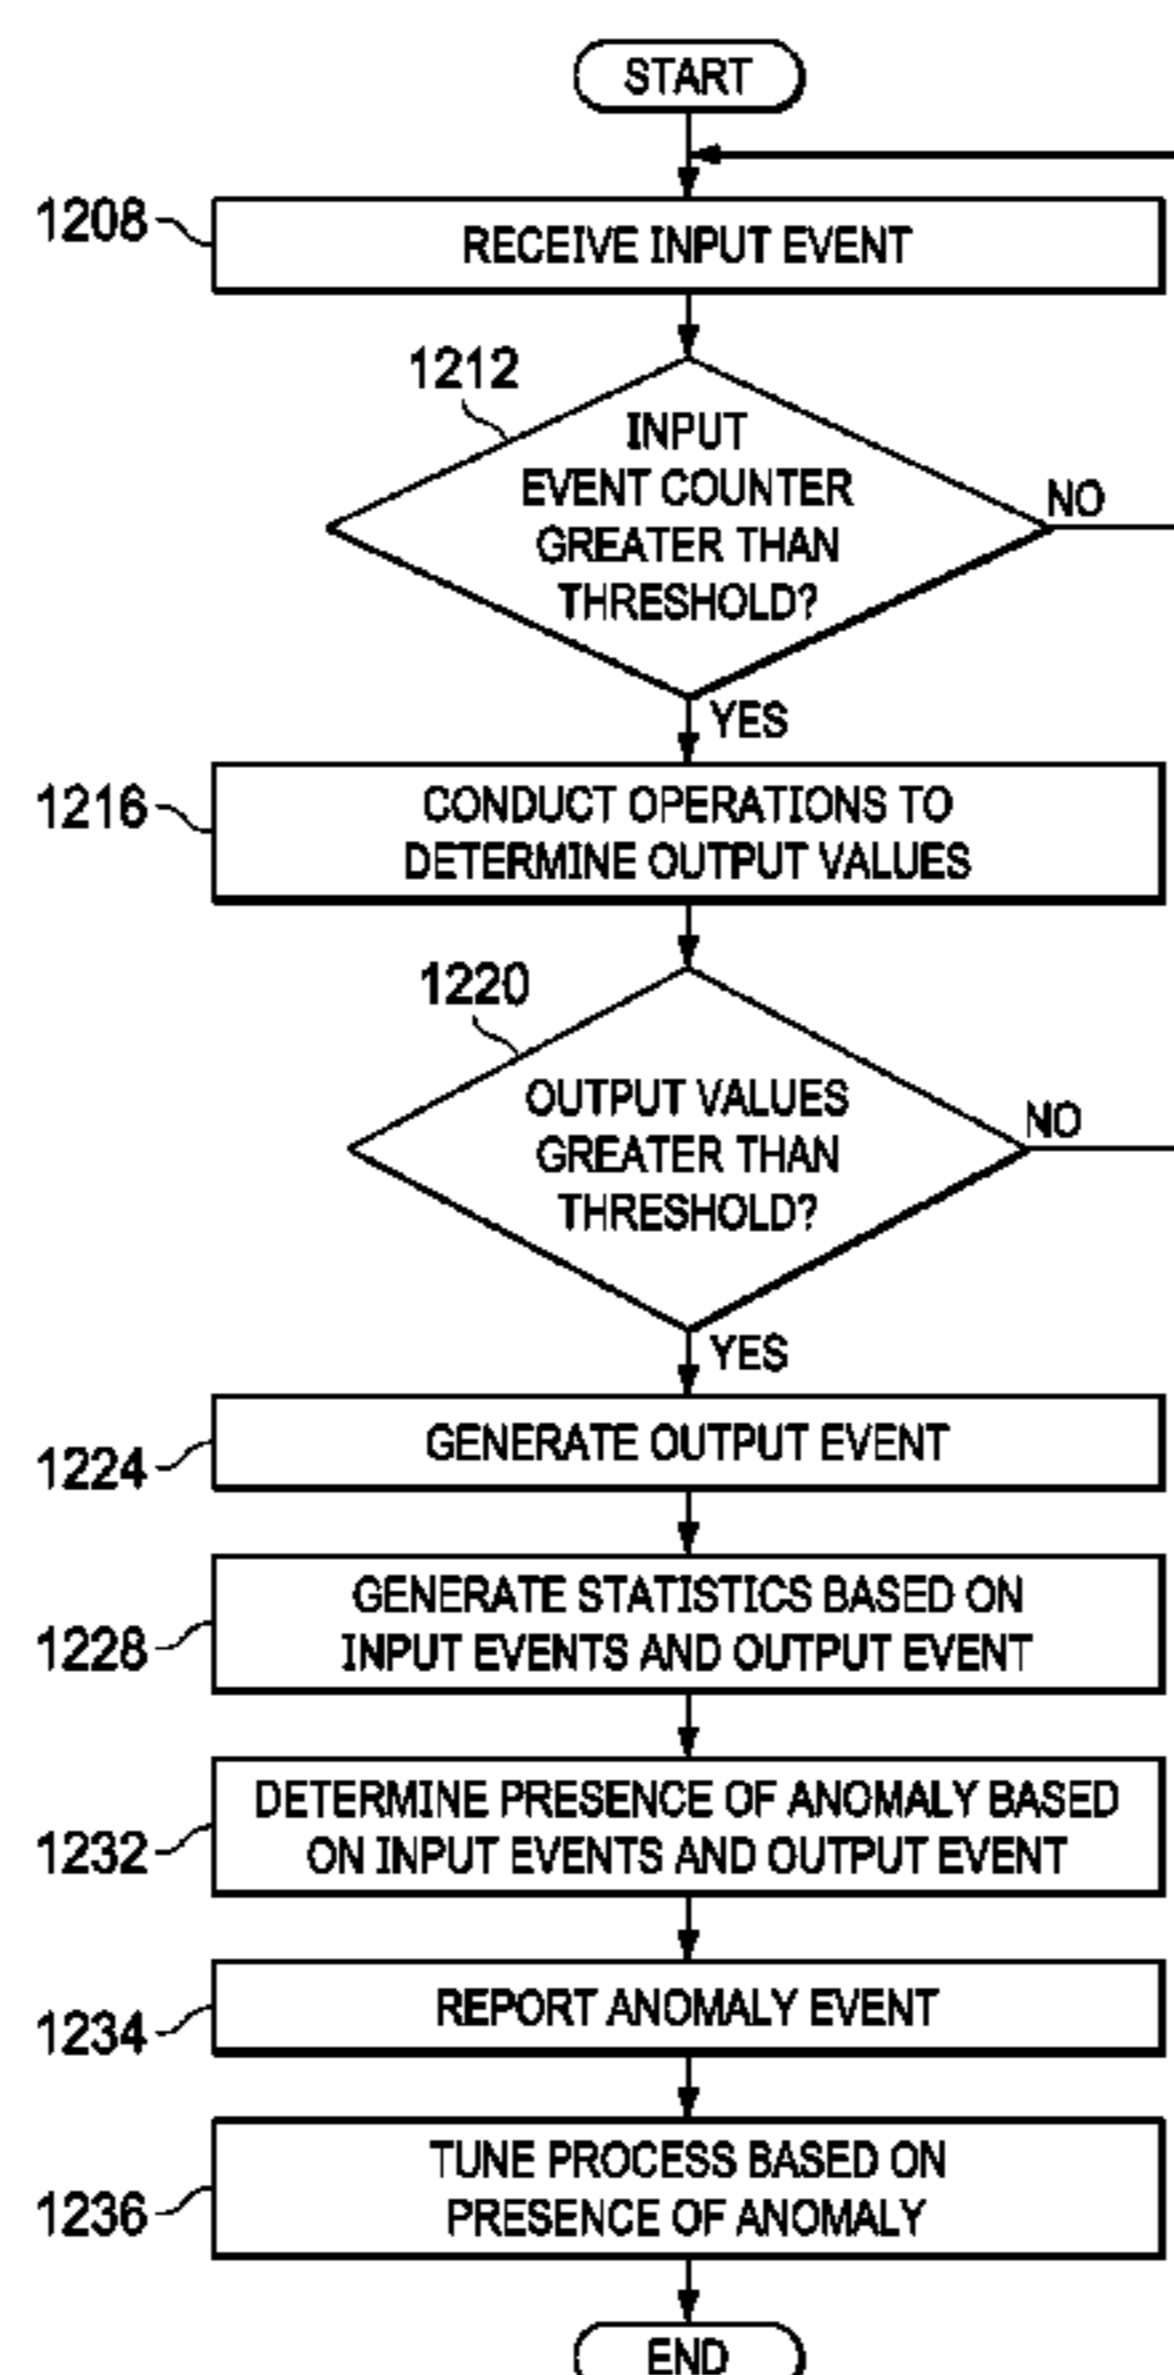 START
1208
RECEIVE INPUT EVENT
1212
INPUT
EVENT COUNTER
GREATER THAN
THRESHOLD?
NO
YES
1216
CONDUCT OPERATIONS TO
DETERMINE OUTPUT VALUES
1220
OUTPUT VALUES
GREATER THAN
THRESHOLD?
NO
YES
1224
GENERATE OUTPUT EVENT
1228
GENERATE STATISTICS BASED ON
INPUT EVENTS AND OUTPUT EVENT
1232
DETERMINE PRESENCE OF ANOMALY BASED
ON INPUT EVENTS AND OUTPUT EVENT
1234
REPORT ANOMALY EVENT
1236
TUNE PROCESS BASED ON
PRESENCE OF ANOMALY
END